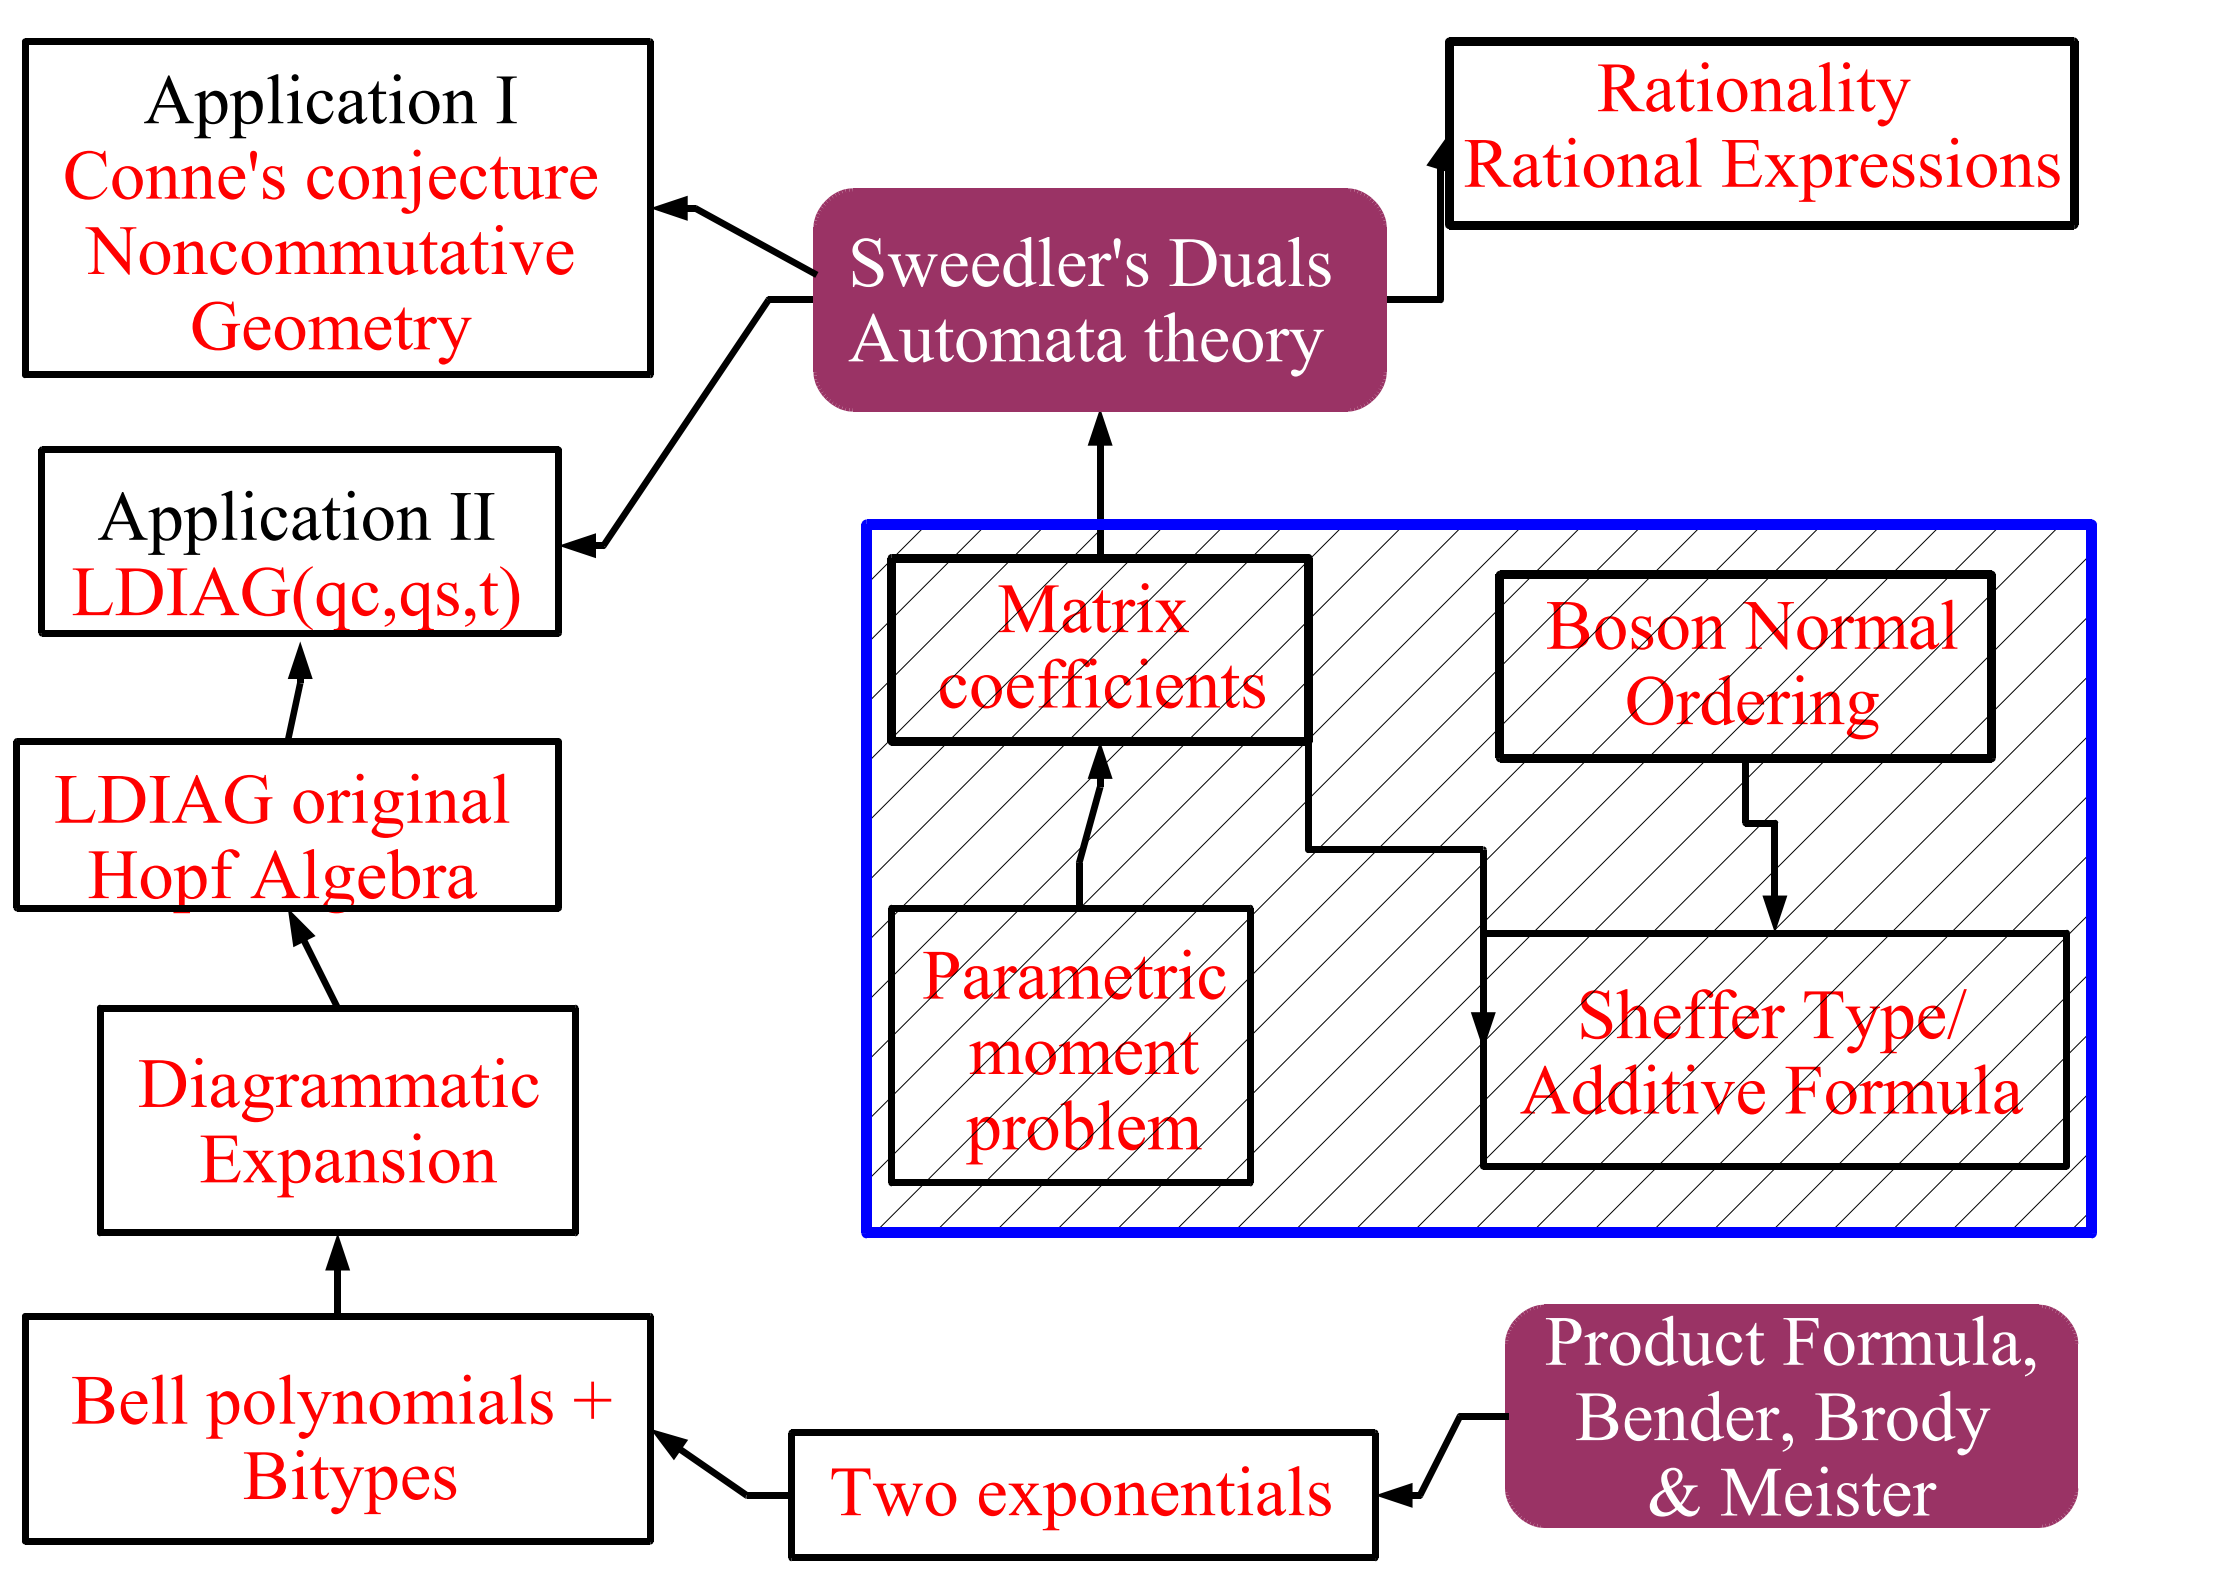 Application I
Conne's conjecture
Noncommutative
Geometry
Rationality
Rational Expressions
Sweedler's Duals
Automata theory
Application II
LDIAG(qc,qs,t)
Matrix
coefficients
Boson Normal
Ordering
LDIAG original
Hopf Algebra
Parametric
moment
problem
Sheffer Type/
Additive Formula
Diagrammatic
Expansion
Bell polynomials +
Bitypes
Two exponentials
Product Formula,
Bender, Brody
& Meister